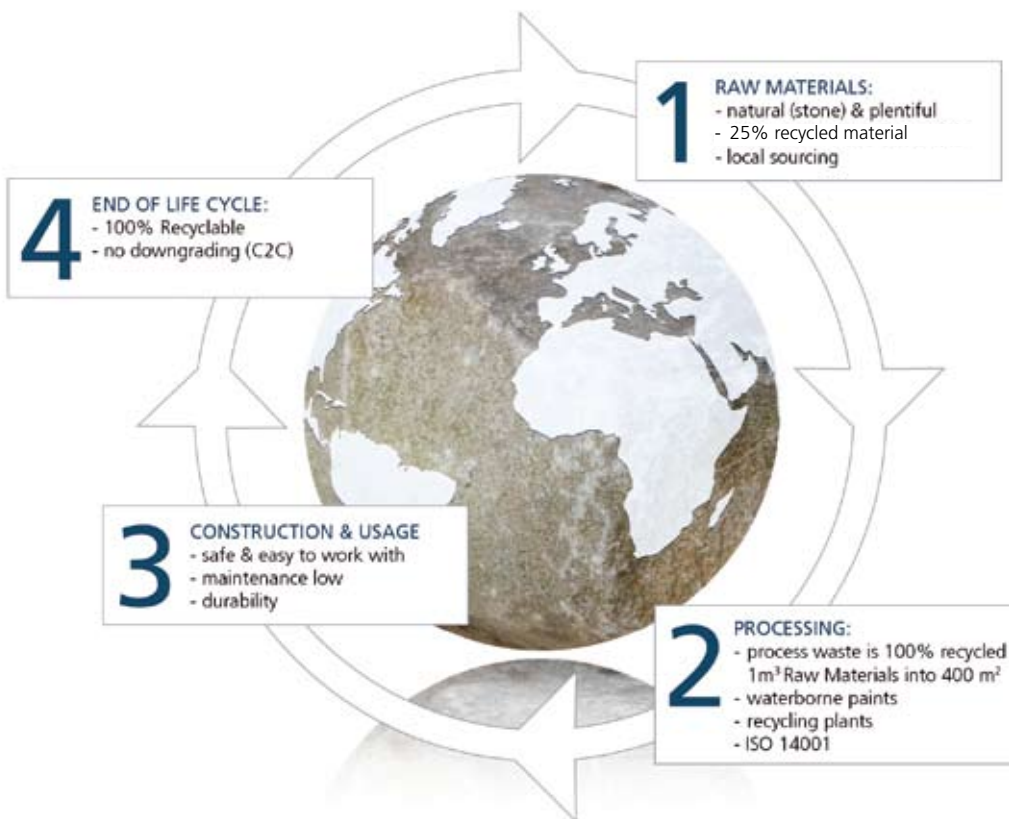 1
RAW MATERIALS:
- natural (stone) & plentiful
- 25% recycled material
- local sourcing
2
PROCESSING:
- process waste is 100% recycled
1m³ Raw Materials into 400 m²
- waterborne paints
- recycling plants
- ISO 14001
3
CONSTRUCTION & USAGE
- safe & easy to work with
- maintenance low
- durability
4
END OF LIFE CYCLE:
- 100% Recyclable
- no downgrading (C2C)